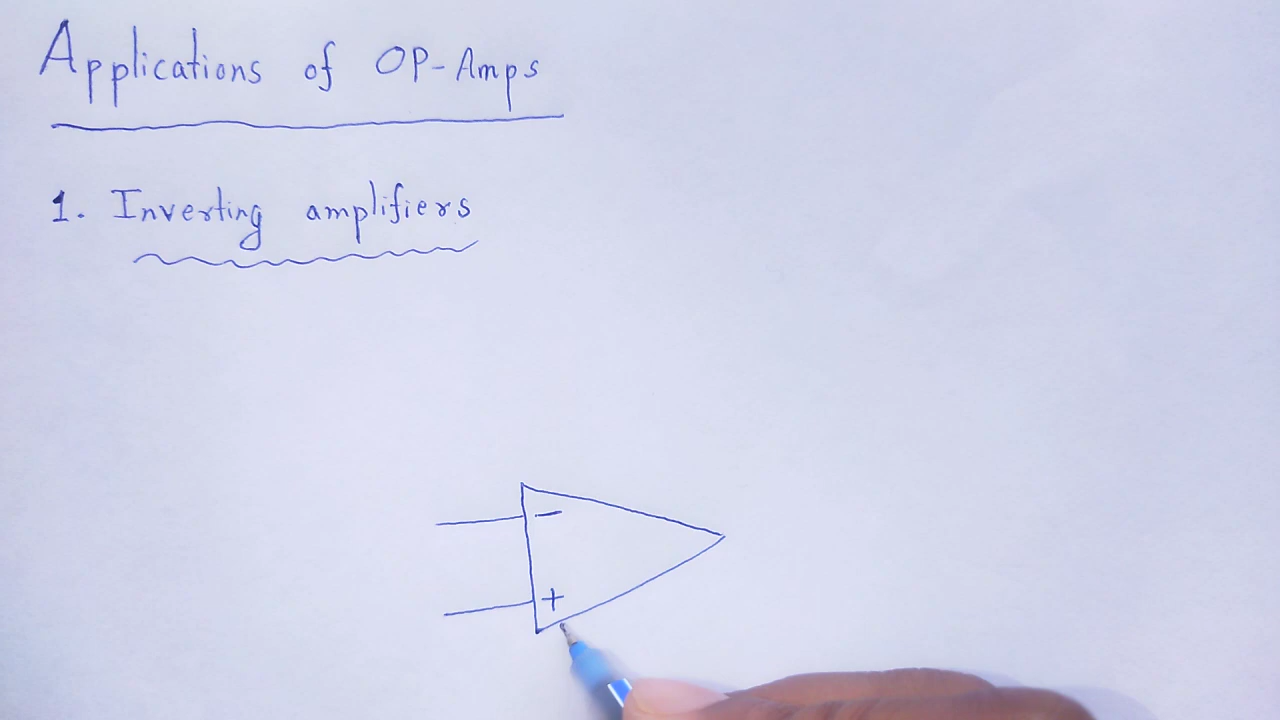 Applications of OP-Amps
1. Inverting amplifiers
−
+